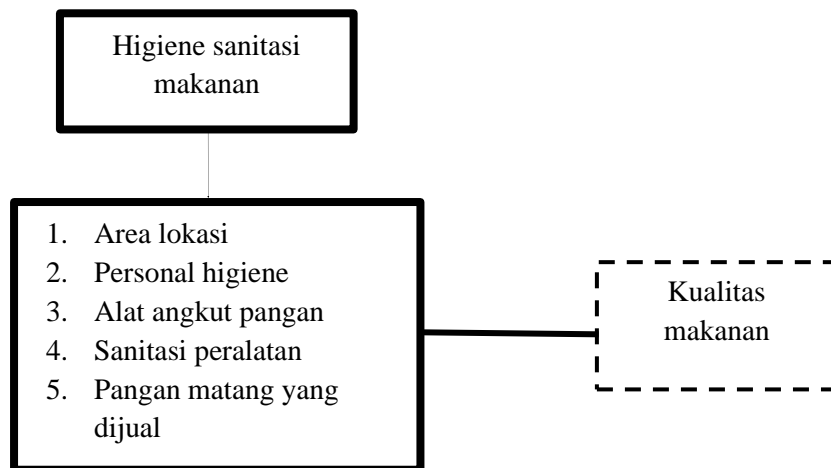 Higiene sanitasi
makanan
1. Area lokasi
2. Personal higiene
3. Alat angkut pangan
4. Sanitasi peralatan
5. Pangan matang yang
dijual
Kualitas
makanan